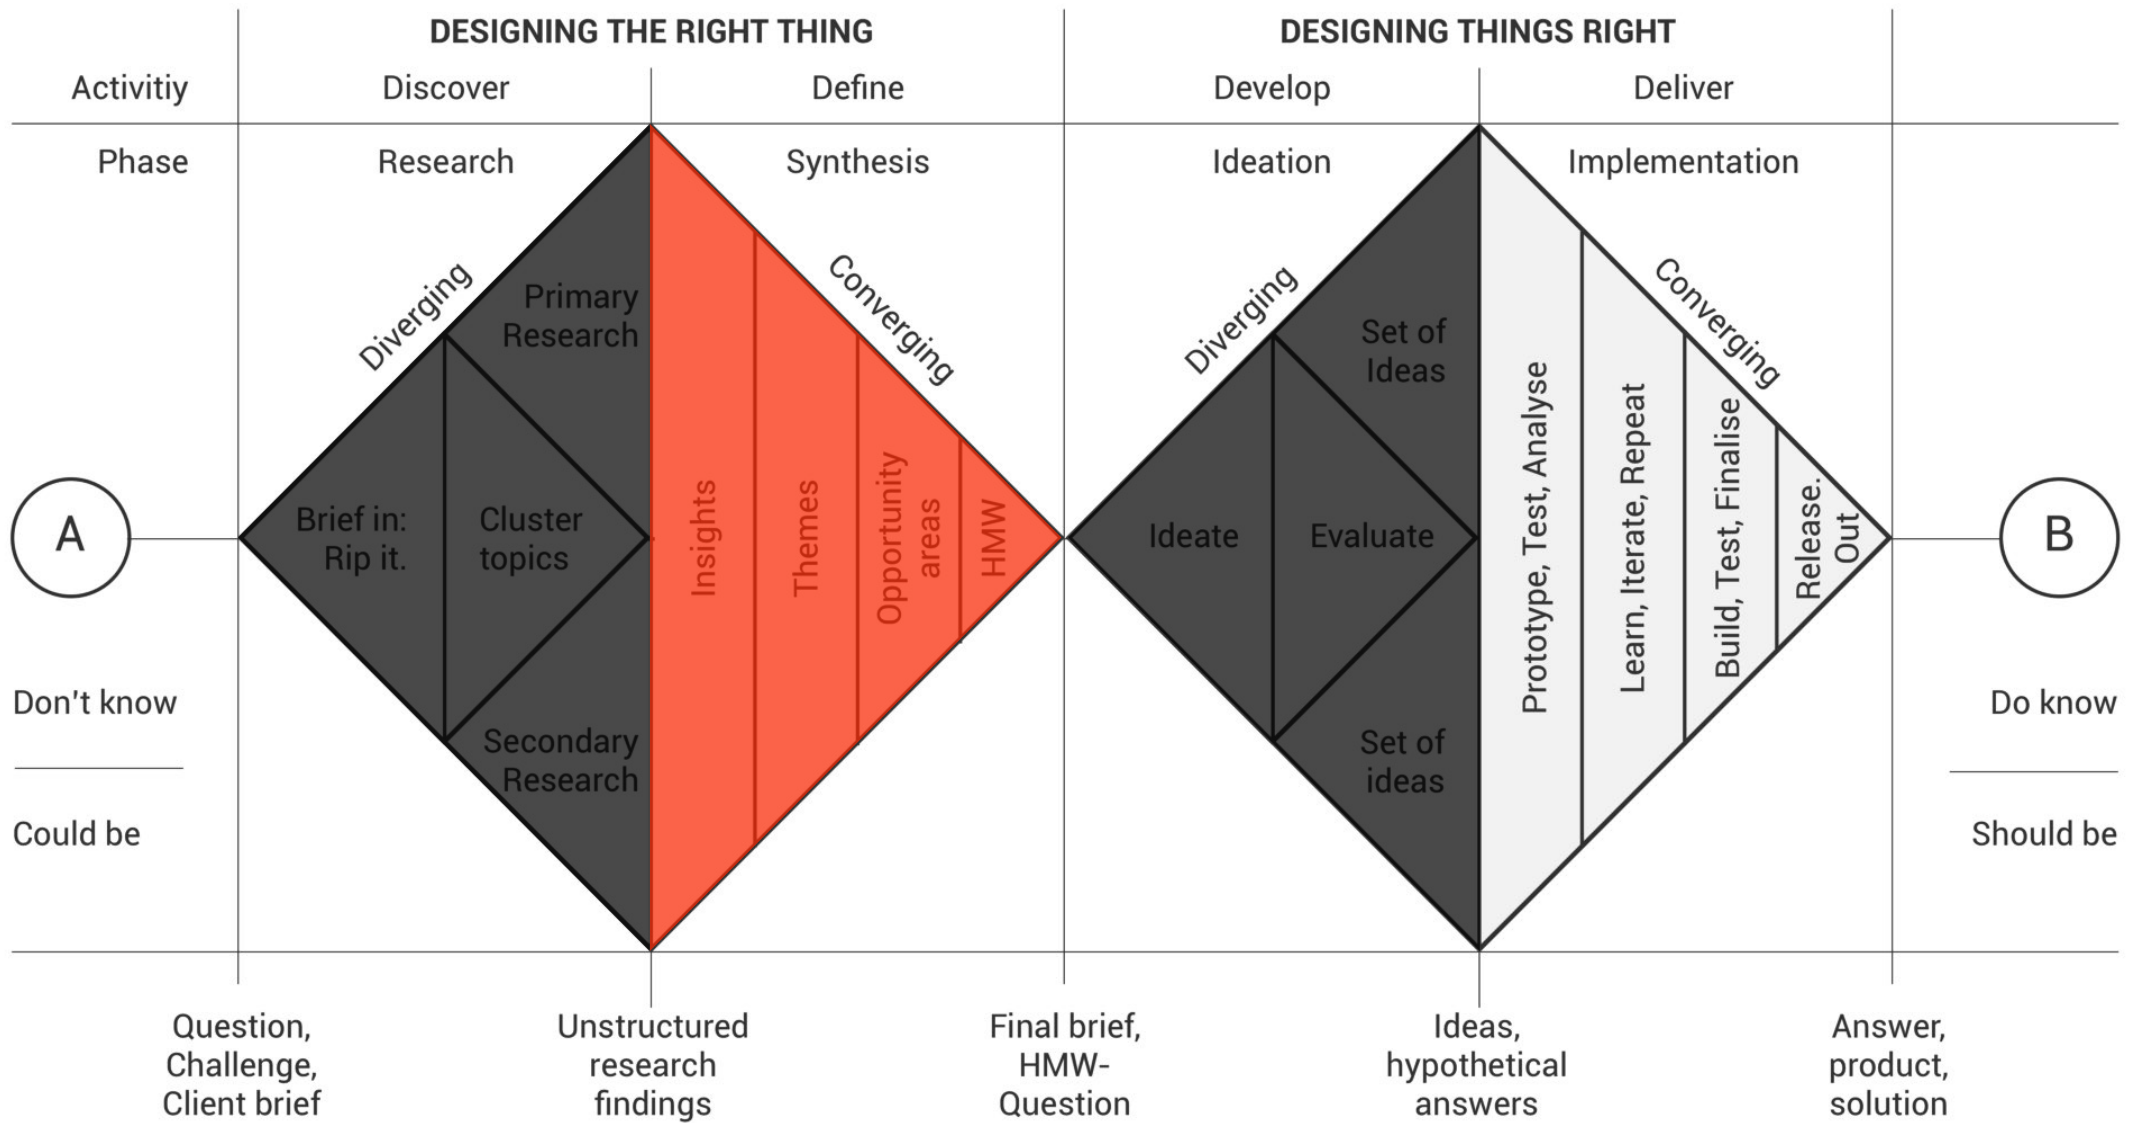 DESIGNING THE RIGHT THING
DESIGNING THINGS RIGHT
Activitiy
Discover
Define
Develop
Deliver
Phase
Research
Synthesis
Ideation
Implementation
Diverging
Converging
Diverging
Converging
Primary
Research
Set of
Ideas
A
Brief in:
Rip it.
Cluster
topics
Insights
Themes
Opportunity
areas
HMW
Ideate
Evaluate
Prototype, Test, Analyse
Learn, Iterate, Repeat
Build, Test, Finalise
Release.
Out
B
Don't know
Could be
Secondary
Research
Set of
ideas
Do know
Should be
Question,
Challenge,
Client brief
Unstructured
research
findings
Final brief,
HMW-
Question
Ideas,
hypothetical
answers
Answer,
product,
solution